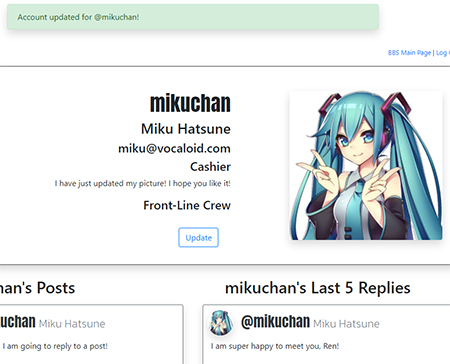 Account updated for @mikuchan!
BBS Main Page | Log
mikuchan
Miku Hatsune
miku@vocaloid.com
Cashier
I have just updated my picture! I hope you like it!
Front-Line Crew
Update
han's Posts
mikuchan's Last 5 Replies
kuchan Miku Hatsune
@mikuchan Miku Hatsune
I am going to reply to a post!
I am super happy to meet you, Ren!